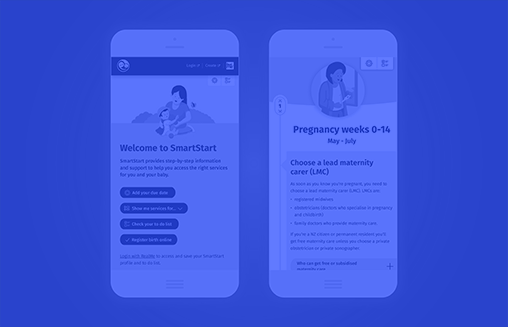 Login
Create
Welcome to SmartStart
SmartStart provides step-by-step information
and support to help you access the right services
for you and your baby.
Add your due date
Show me services for...
Check your to do list
Register birth online
Login with RealMe to access and save your SmartStart
profile and to do list.
1
Pregnancy weeks 0-14
May - July
Choose a lead maternity
carer (LMC)
As soon as you know you're pregnant, you need to
choose a lead maternity carer (LMC). LMCs are:
registered midwives
obstetricians (doctors who specialise in pregnancy
and childbirth)
family doctors who provide maternity care.
If you're a NZ citizen or permanent resident you'll
get free maternity care unless you choose a private
obstetrician or private sonographer.
Who can get free or subsidised
maternity care